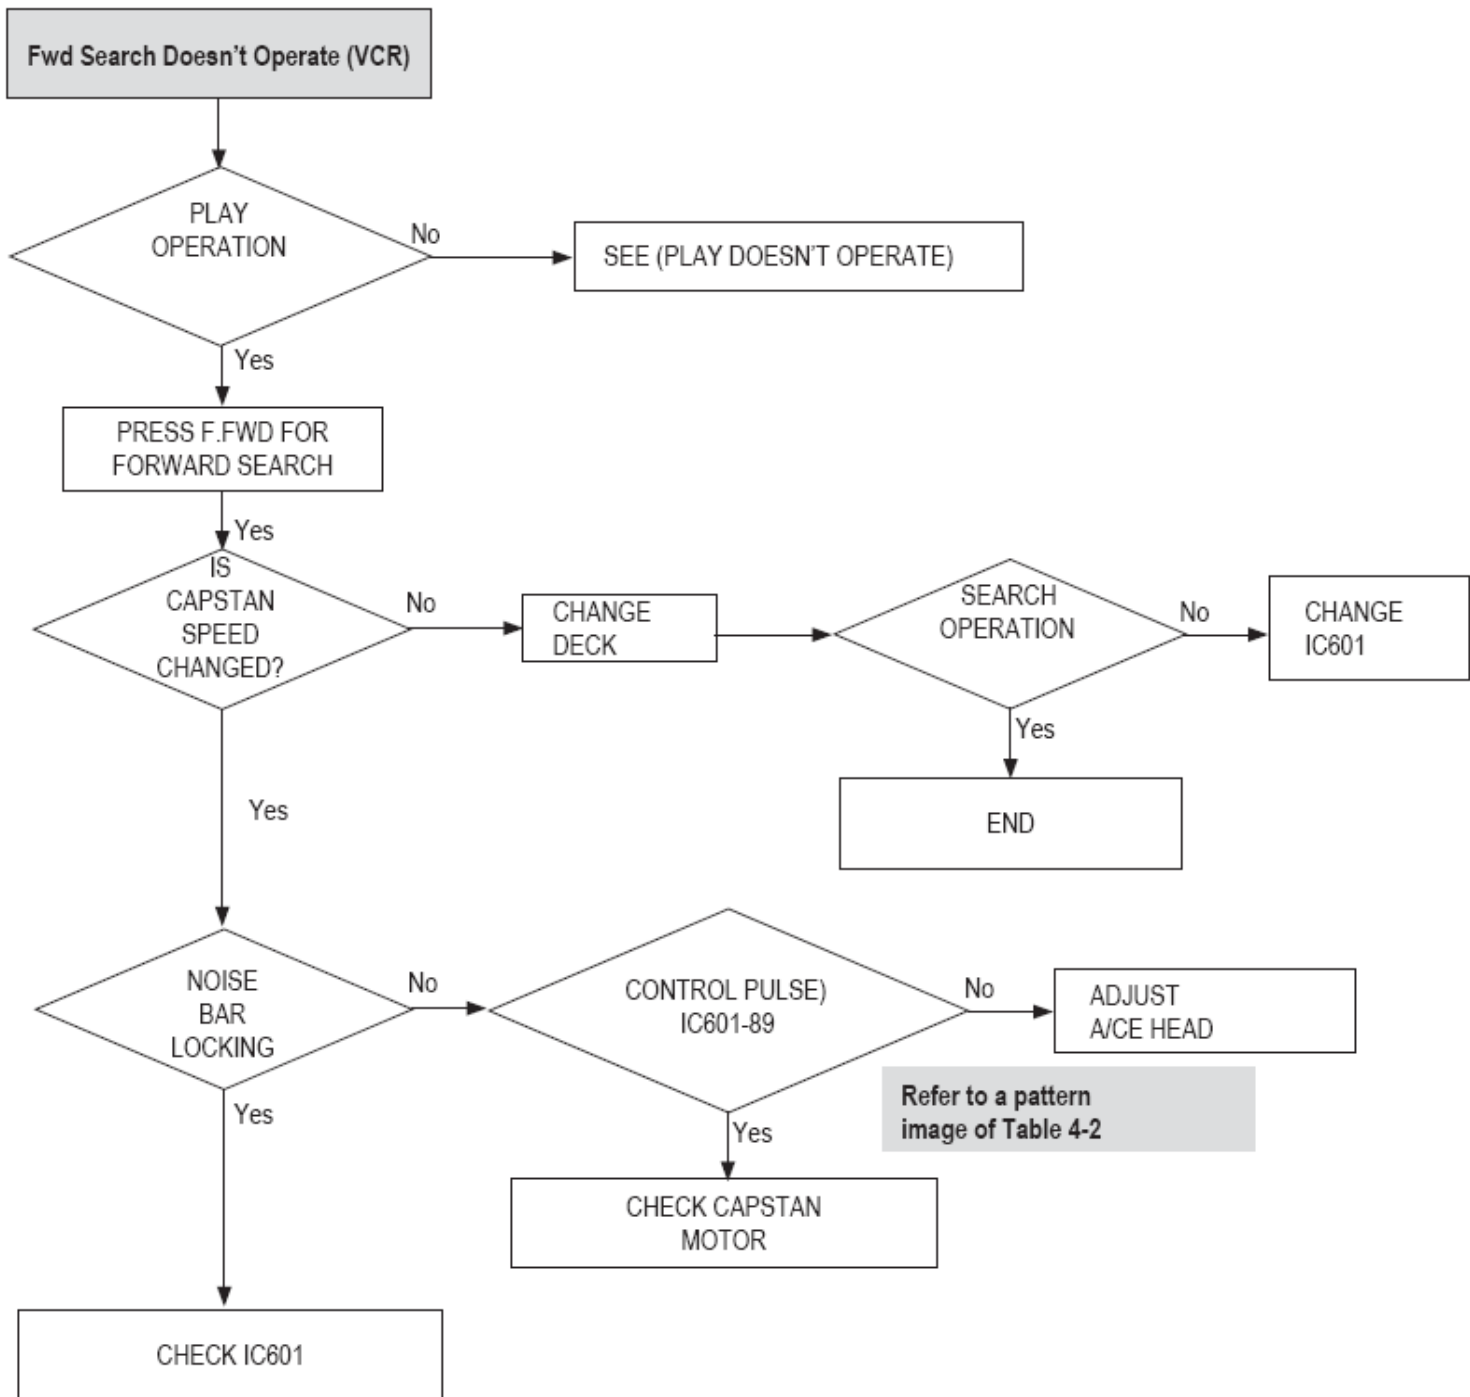 Fwd Search Doesn't Operate (VCR)
PLAY
OPERATION
No
SEE (PLAY DOESN'T OPERATE)
Yes
PRESS F.FWD FOR
FORWARD SEARCH
Yes
IS
CAPSTAN
SPEED
CHANGED?
No
CHANGE
DECK
SEARCH
OPERATION
No
CHANGE
IC601
Yes
END
Yes
NOISE
BAR
LOCKING
No
CONTROL PULSE)
IC601-89
No
ADJUST
A/CE HEAD
Refer to a pattern
image of Table 4-2
Yes
CHECK CAPSTAN
MOTOR
Yes
CHECK IC601